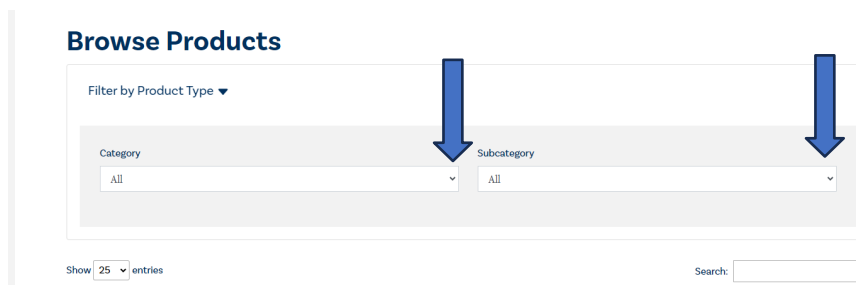 Browse Products
Filter by Product Type
Category Subcategory
All All
Show 25 entries Search: